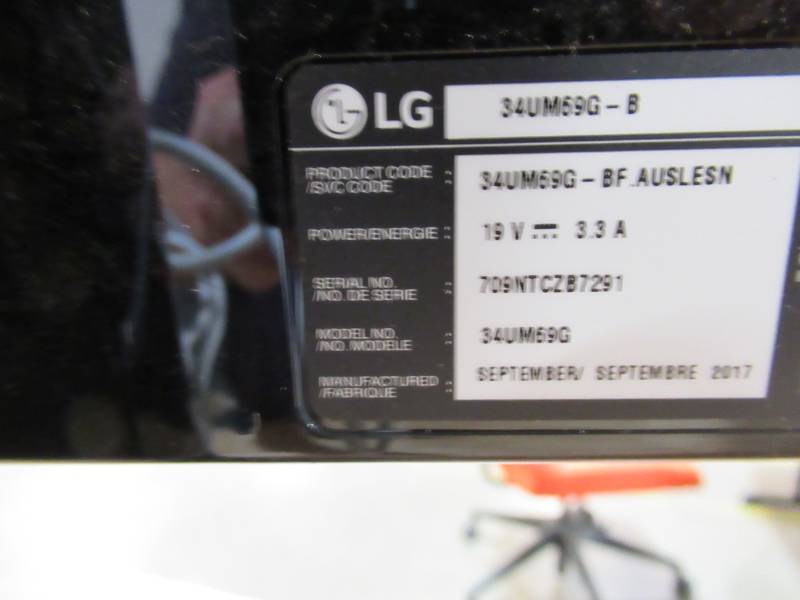 LG 34UM69G-B
PRODUCT CODE : 34UM69G-BF.AUSLESN
/SVC CODE
POWER/ENERGIE : 19 V ⎓ 3.3 A
SERIAL NO. : 709NTCZB7291
/NO. DE SERIE
MODEL NO. : 34UM69G
/NO. MODELE
MANUFACTURED : SEPTEMBER/ SEPTEMBRE 2017
/FABRIQUE